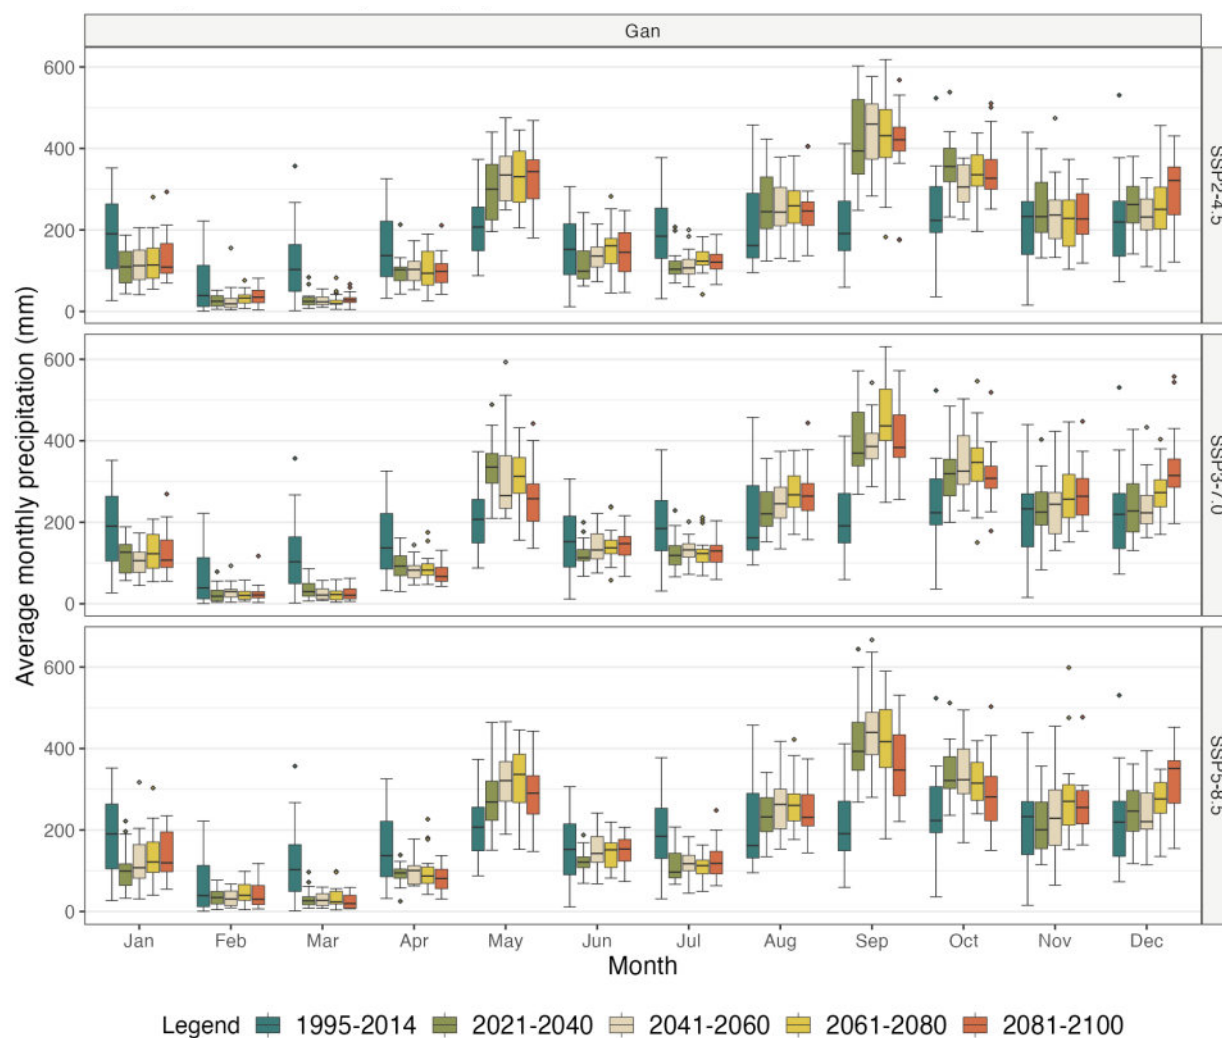 Gan
Average monthly precipitation (mm)
600
400
200
0
SSP2-4.5
600
400
200
0
SSP3-7.0
600
400
200
0
SSP5-8.5
Jan Feb Mar Apr May Jun Jul Aug Sep Oct Nov Dec
Month
Legend 1995-2014 2021-2040 2041-2060 2061-2080 2081-2100